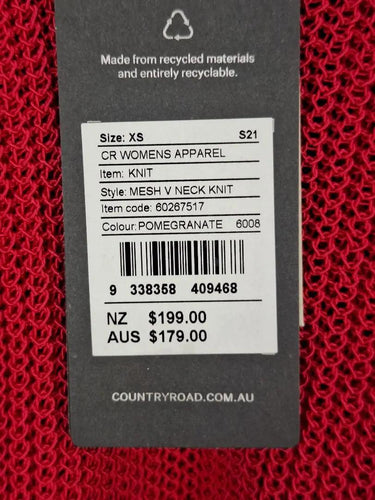 Made from recycled materials
and entirely recyclable.
Size: XS S21
CR WOMENS APPAREL
Item: KNIT
Style: MESH V NECK KNIT
Item code: 60267517
Colour: POMEGRANATE 6008
9 338358 409468
NZ $199.00
AUS $179.00
COUNTRYROAD.COM.AU